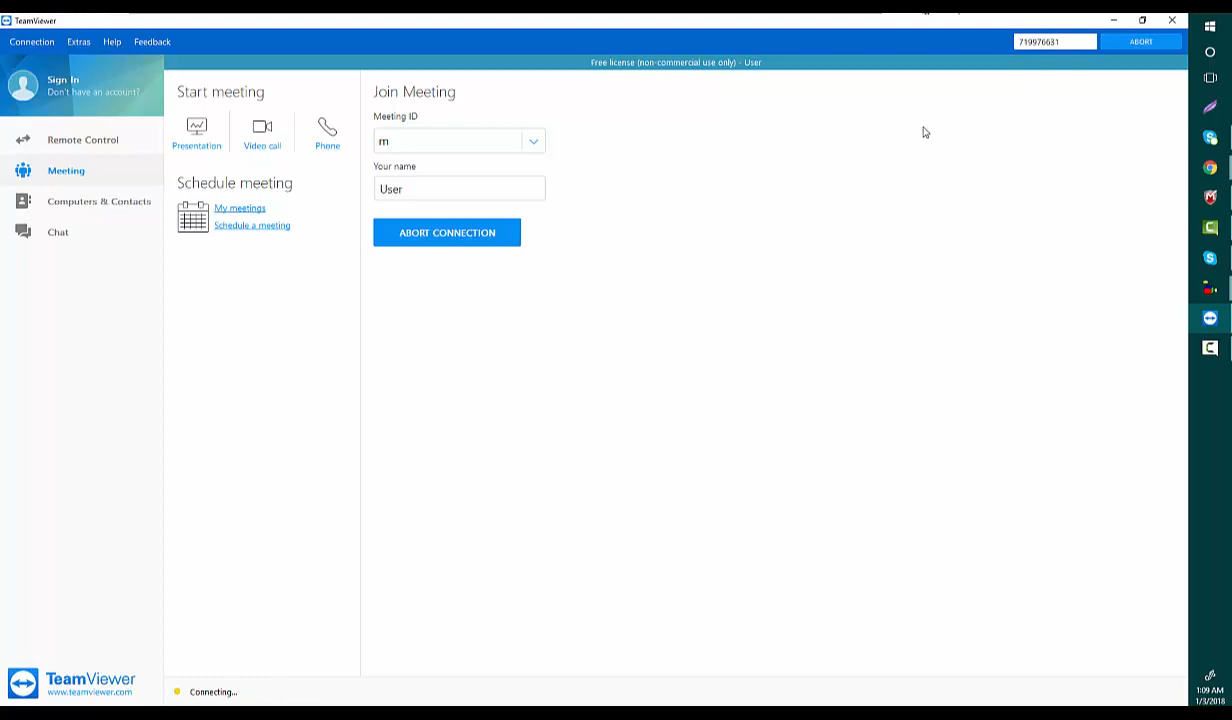 TeamViewer
Connection Extras Help Feedback
719976631 ABORT
Free license (non-commercial use only) - User
Sign In
Don't have an account?
Remote Control
Meeting
Computers & Contacts
Chat
Start meeting
Presentation Video call Phone
Schedule meeting
My meetings
Schedule a meeting
Join Meeting
Meeting ID
m
Your name
User
ABORT CONNECTION
TeamViewer
www.teamviewer.com
Connecting...
1:09 AM
1/3/2018